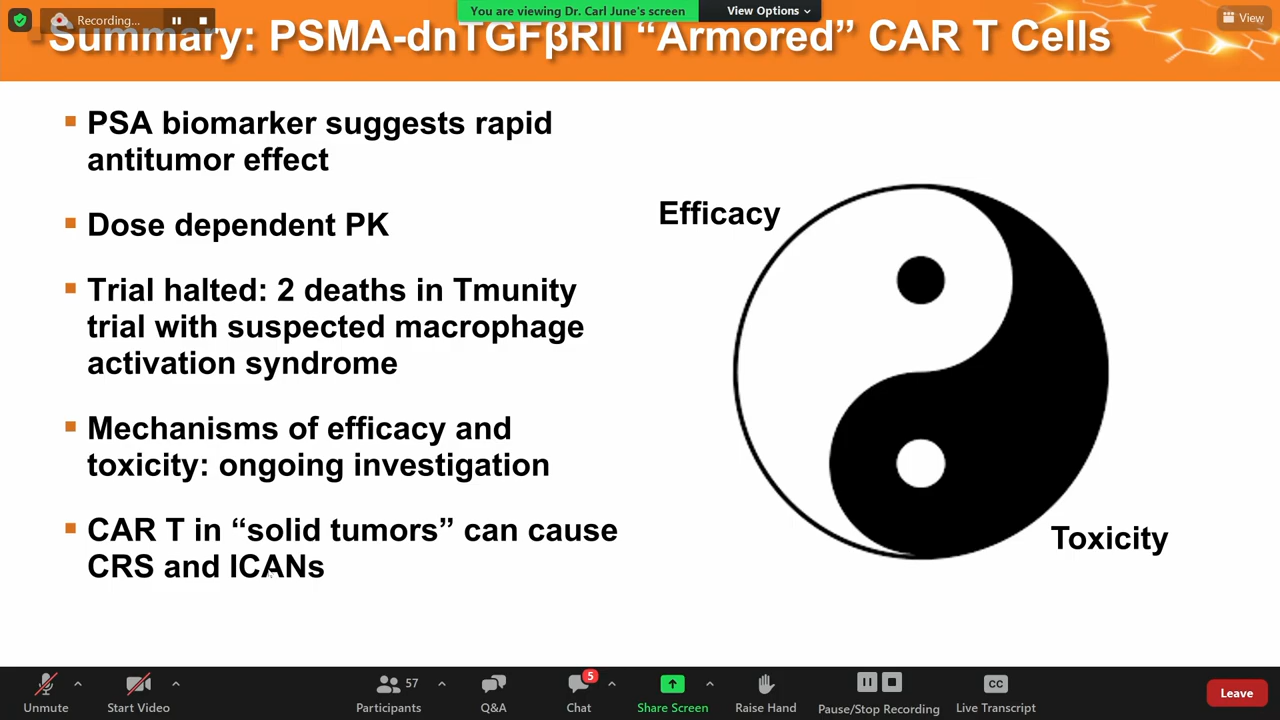 Recording...
You are viewing Dr. Carl June's screen
View Options
View
Summary: PSMA-dnTGFβRII “Armored” CAR T Cells
▪ PSA biomarker suggests rapid
antitumor effect
▪ Dose dependent PK
▪ Trial halted: 2 deaths in Tmunity
trial with suspected macrophage
activation syndrome
▪ Mechanisms of efficacy and
toxicity: ongoing investigation
▪ CAR T in “solid tumors” can cause
CRS and ICANs
Efficacy
Toxicity
Unmute
Start Video
57
Participants
Q&A
5
Chat
Share Screen
Raise Hand
Pause/Stop Recording
CC
Live Transcript
Leave